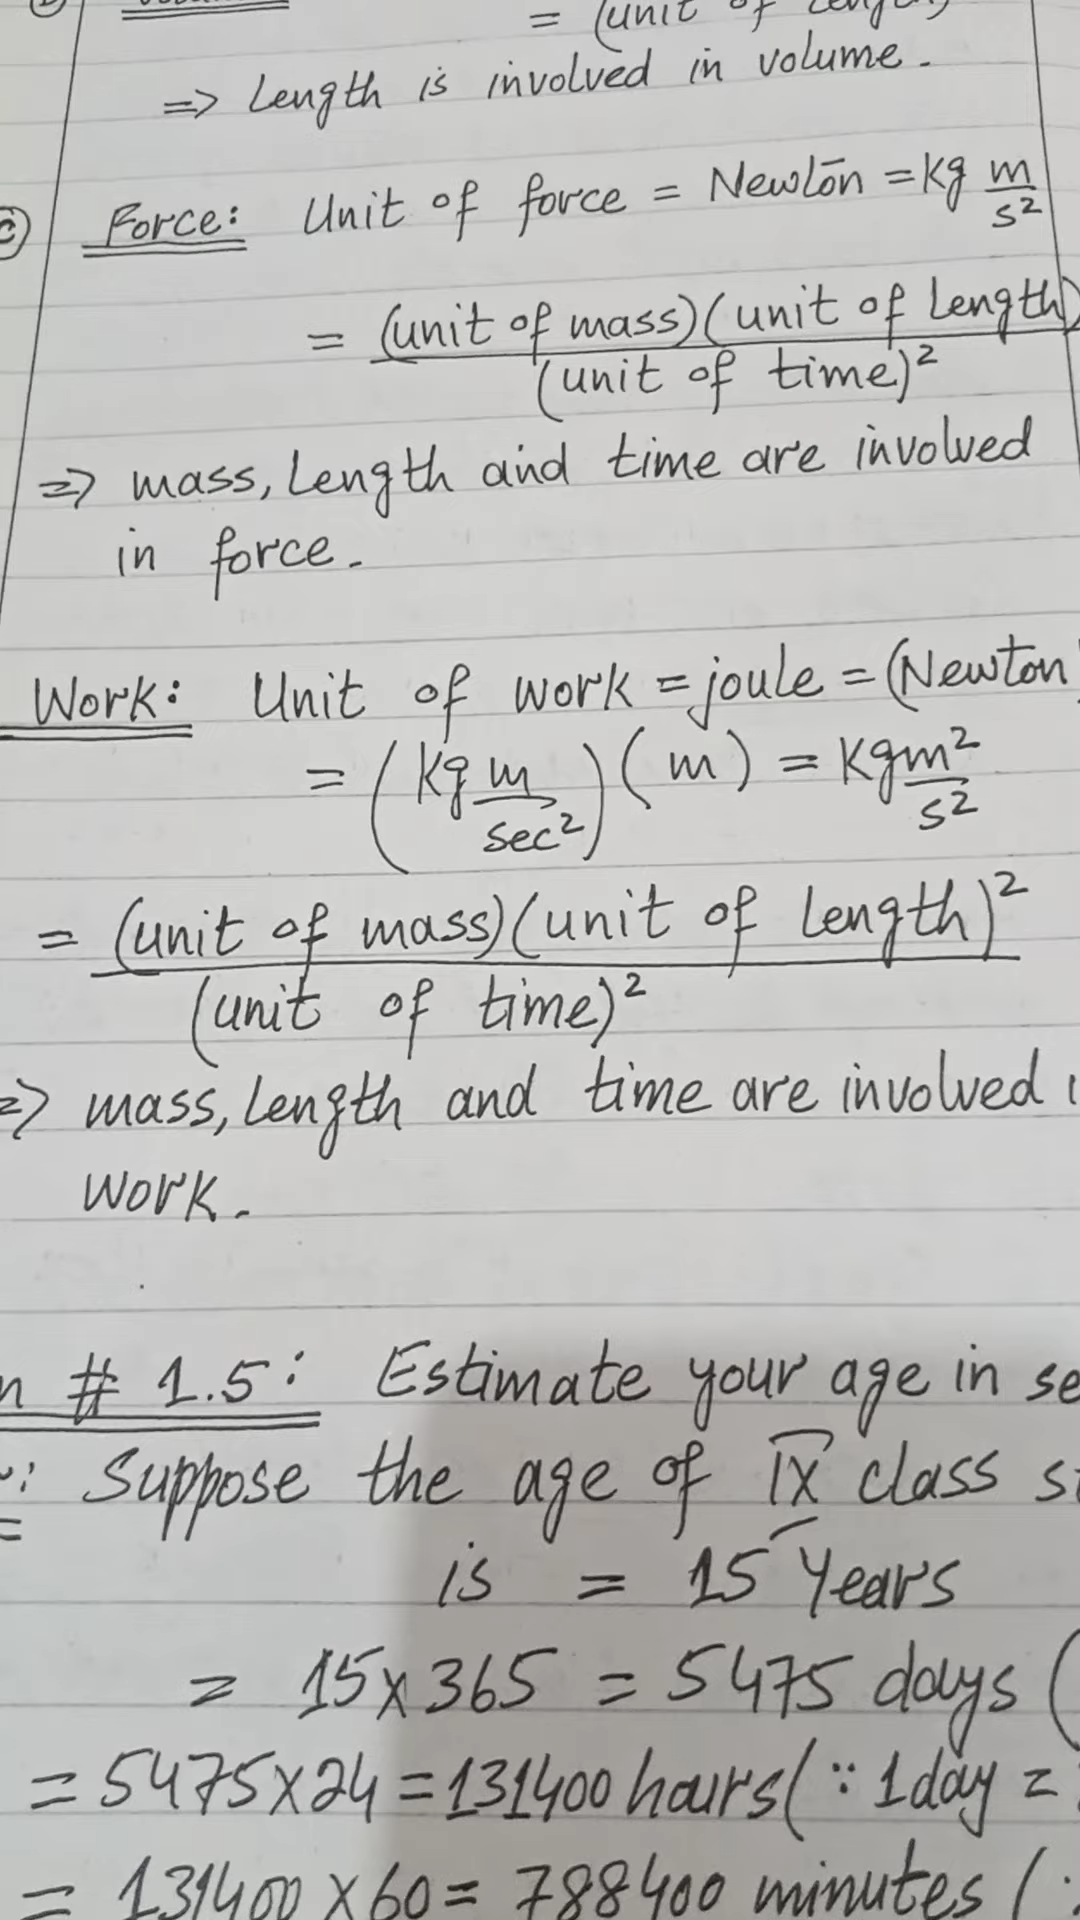 = (unit of length)
=> Length is involved in volume.
(c) Force: Unit of force = Newton = kg m/s²
= (unit of mass)(unit of Length)
(unit of time)²
=> mass, Length and time are involved
in force.
Work: Unit of work = joule = (Newton)
= (kg m/sec²)(m) = kg m²/s²
= (unit of mass)(unit of length)²
(unit of time)²
=> mass, Length and time are involved i
work.
n # 1.5: Estimate your age in se
: Suppose the age of IX class s
is = 15 Years
= 15 x 365 = 5475 days (
= 5475 x 24 = 131400 hours (∵ 1 day =
= 131400 x 60 = 788400 minutes (